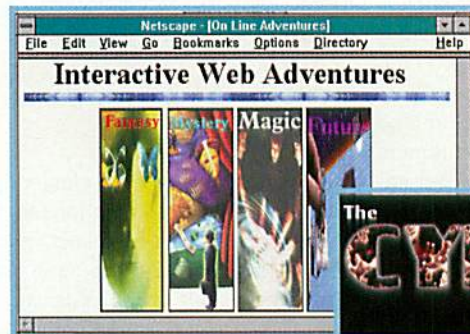 Netscape - [On Line Adventures]
File Edit View Go Bookmarks Options Directory Help
Interactive Web Adventures
Fantasy Mystery Magic Future
The
CY